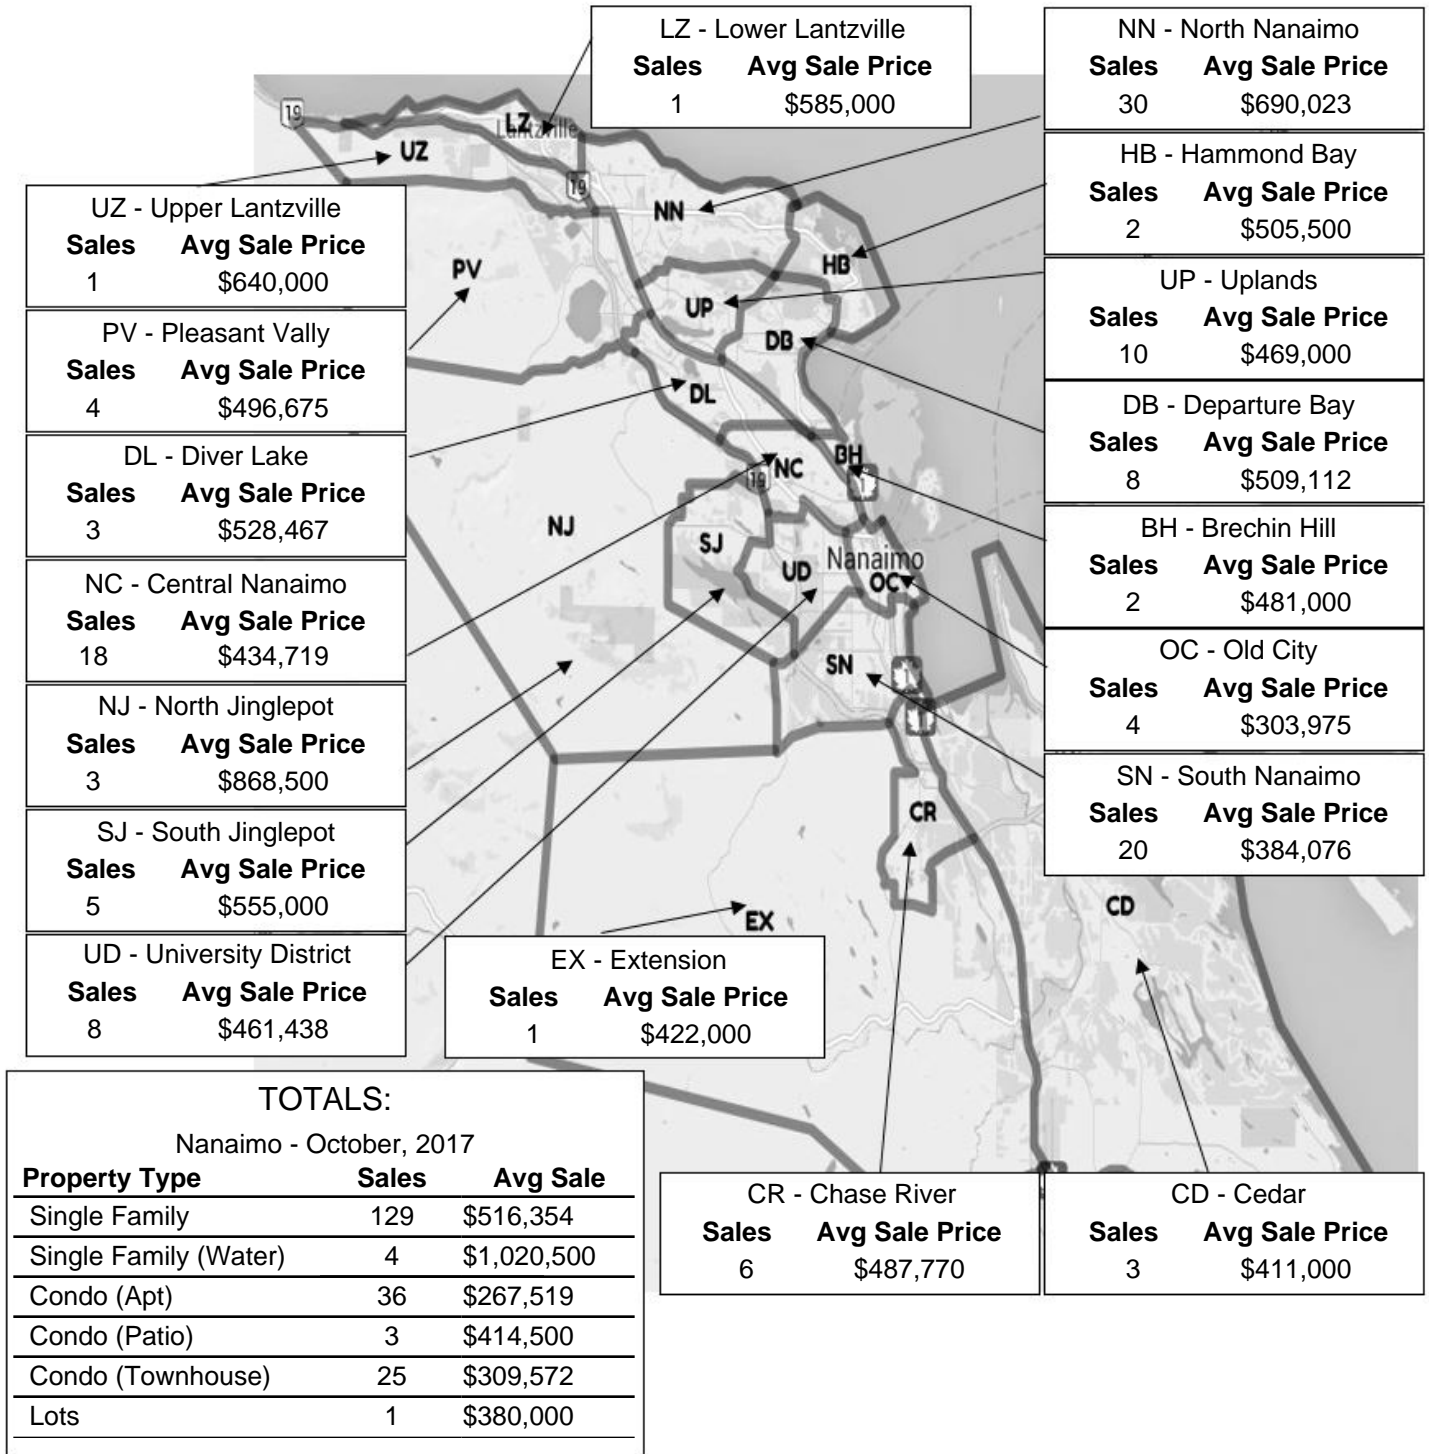 LZ - Lower Lantzville
Sales Avg Sale Price
1 $585,000
NN - North Nanaimo
Sales Avg Sale Price
30 $690,023
HB - Hammond Bay
Sales Avg Sale Price
2 $505,500
UP - Uplands
Sales Avg Sale Price
10 $469,000
DB - Departure Bay
Sales Avg Sale Price
8 $509,112
BH - Brechin Hill
Sales Avg Sale Price
2 $481,000
OC - Old City
Sales Avg Sale Price
4 $303,975
SN - South Nanaimo
Sales Avg Sale Price
20 $384,076
UZ - Upper Lantzville
Sales Avg Sale Price
1 $640,000
PV - Pleasant Vally
Sales Avg Sale Price
4 $496,675
DL - Diver Lake
Sales Avg Sale Price
3 $528,467
NC - Central Nanaimo
Sales Avg Sale Price
18 $434,719
NJ - North Jinglepot
Sales Avg Sale Price
3 $868,500
SJ - South Jinglepot
Sales Avg Sale Price
5 $555,000
UD - University District
Sales Avg Sale Price
8 $461,438
EX - Extension
Sales Avg Sale Price
1 $422,000
CR - Chase River
Sales Avg Sale Price
6 $487,770
CD - Cedar
Sales Avg Sale Price
3 $411,000
19
LZ
Lantzville
UZ
19
NN
PV
HB
UP
DB
DL
BH
NC
19
1
NJ
SJ
UD
Nanaimo
OC
SN
1
CR
EX
CD
TOTALS:
Nanaimo - October, 2017
Property Type Sales Avg Sale
Single Family 129 $516,354
Single Family (Water) 4 $1,020,500
Condo (Apt) 36 $267,519
Condo (Patio) 3 $414,500
Condo (Townhouse) 25 $309,572
Lots 1 $380,000